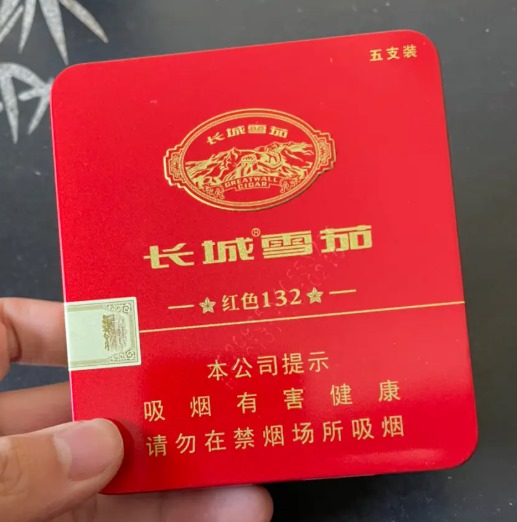 五支装
长城雪茄
GREATWALL
CIGAR
长城®雪茄
红色132
本公司提示
吸烟有害健康
请勿在禁烟场所吸烟